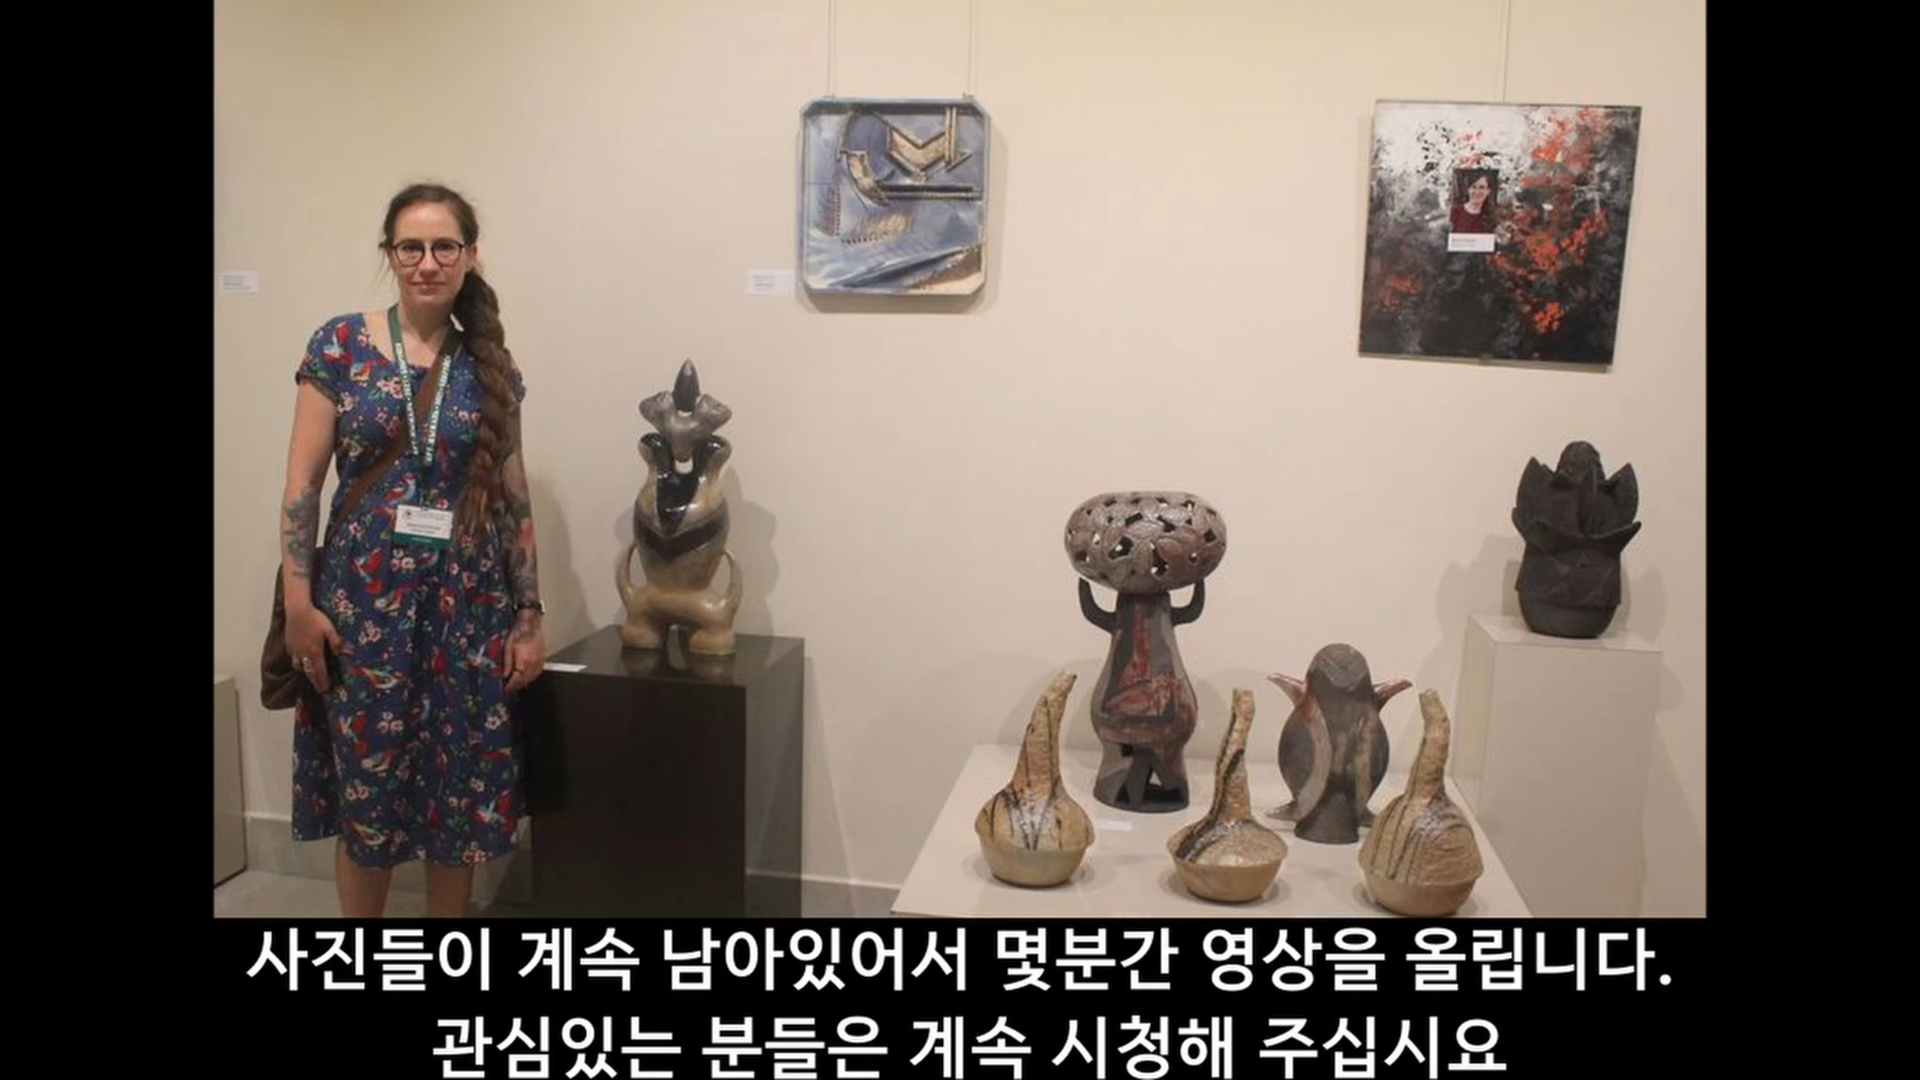 사진들이 계속 남아있어서 몇분간 영상을 올립니다.
관심있는 분들은 계속 시청해 주십시요